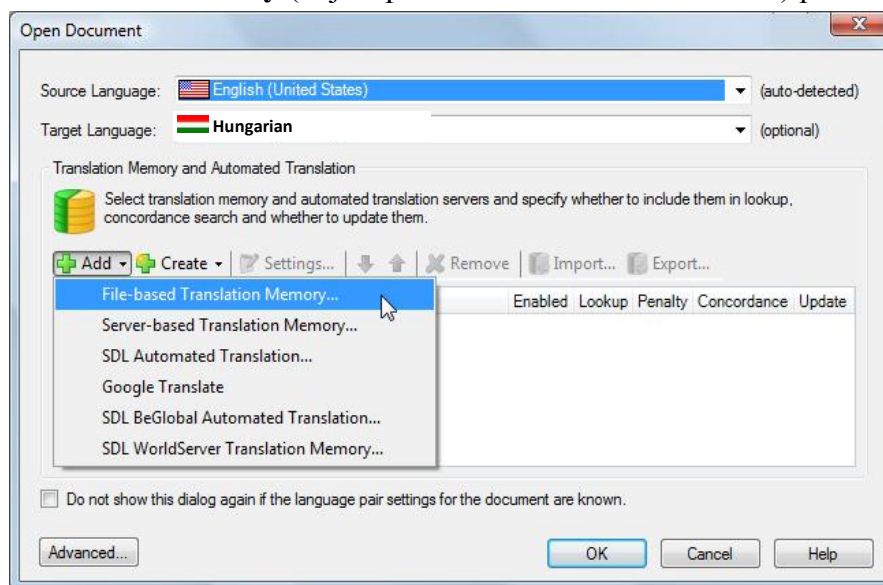 Open Document
Source Language: English (United States) (auto-detected)
Target Language: Hungarian (optional)
Translation Memory and Automated Translation
Select translation memory and automated translation servers and specify whether to include them in lookup,
concordance search and whether to update them.
Add Create Settings... Remove Import... Export...
File-based Translation Memory... Enabled Lookup Penalty Concordance Update
Server-based Translation Memory...
SDL Automated Translation...
Google Translate
SDL BeGlobal Automated Translation...
SDL WorldServer Translation Memory...
Do not show this dialog again if the language pair settings for the document are known.
Advanced... OK Cancel Help